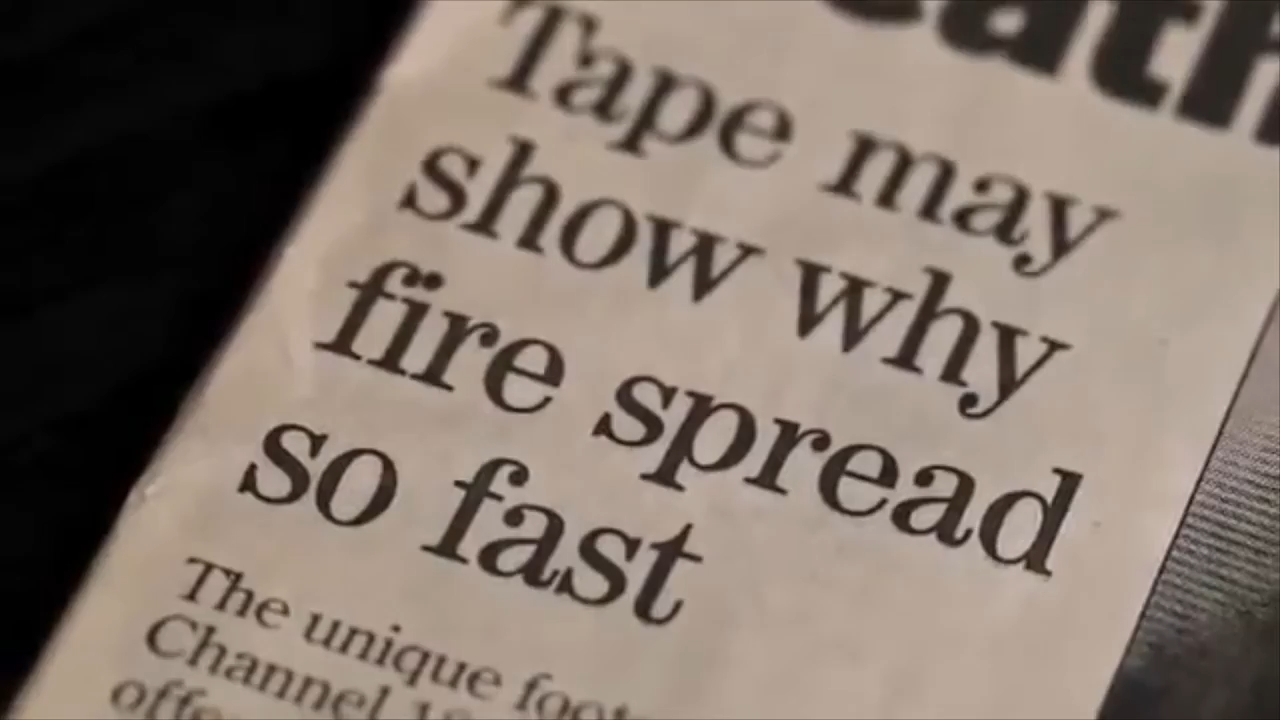 Tape may
show why
fire spread
so fast
The unique
Channel